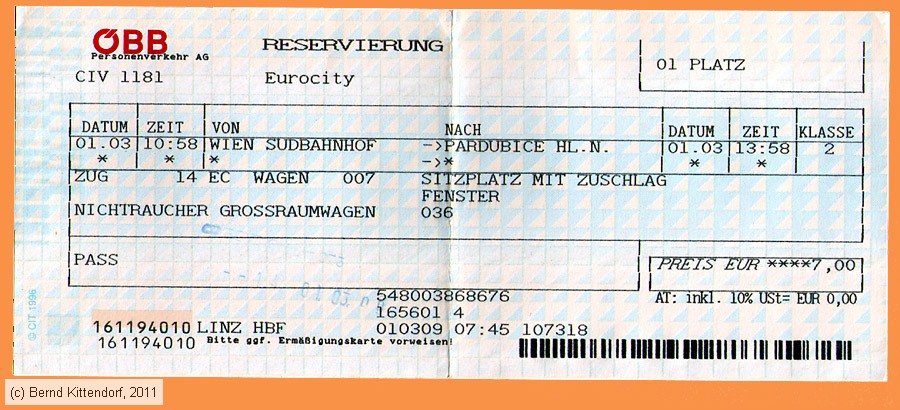 ÖBB
Personenverkehr AG
RESERVIERUNG
CIV 1181
Eurocity
01 PLATZ
DATUM ZEIT VON NACH DATUM ZEIT KLASSE
01.03 10:58 WIEN SÜDBAHNHOF ->PARDUBICE HL.N. 01.03 13:58 2
* * * ->* * *
ZUG 14 EC WAGEN 007 SITZPLATZ MIT ZUSCHLAG
FENSTER
NICHTRAUCHER GROSSRAUMWAGEN 036
PASS
PREIS EUR ****7,00
548003868676
AT: inkl. 10% USt= EUR 0,00
165601 4
161194010 LINZ HBF 010309 07:45 107318
161194010 Bitte ggf. Ermäßigungskarte vorweisen!
© CIT 1996
(c) Bernd Kittendorf, 2011